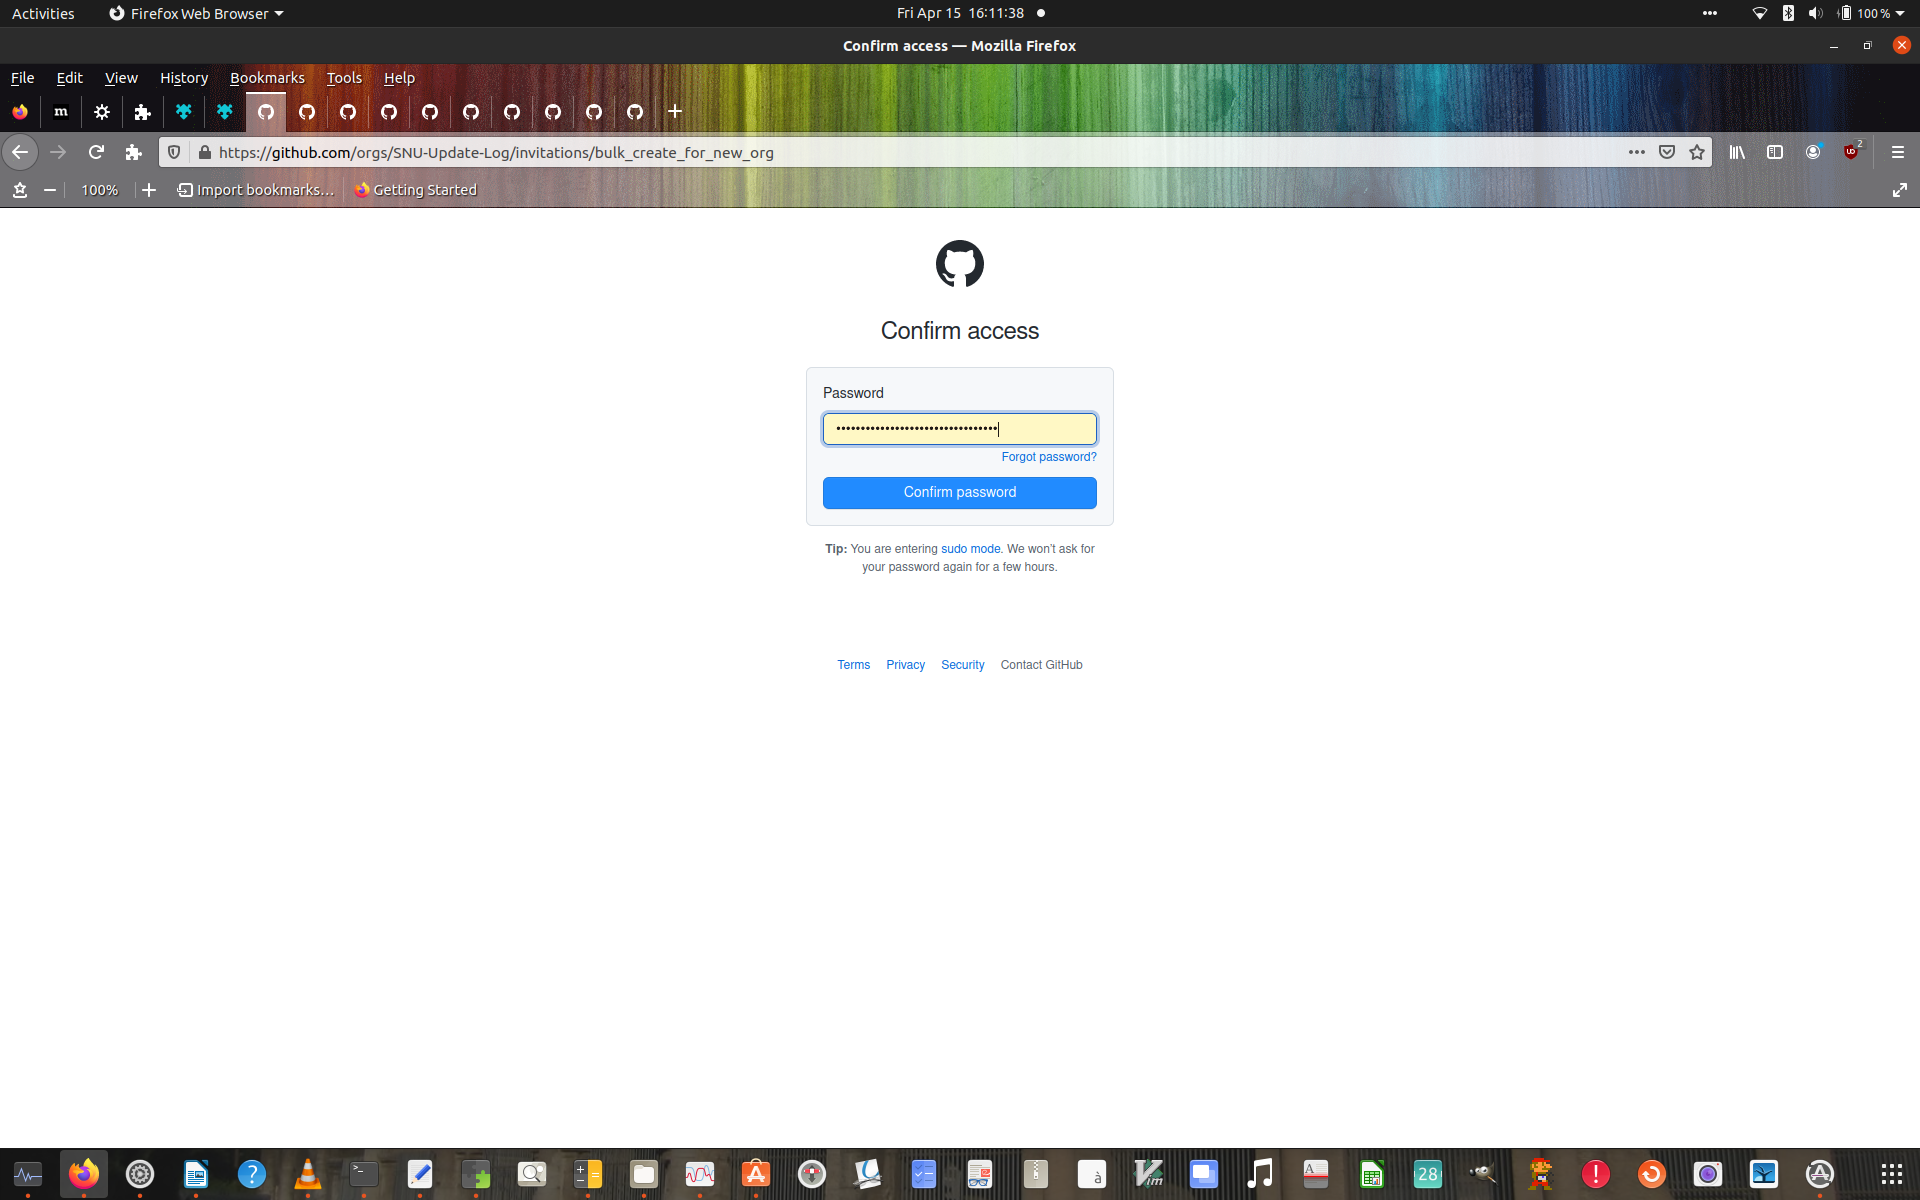 Activities Firefox Web Browser Fri Apr 15 16:11:38 100 %
Confirm access — Mozilla Firefox
File Edit View History Bookmarks Tools Help
m
https://github.com/orgs/SNU-Update-Log/invitations/bulk_create_for_new_org 2
100% Import bookmarks... Getting Started
Confirm access
Password
Forgot password?
Confirm password
Tip: You are entering sudo mode. We won't ask for
your password again for a few hours.
Terms Privacy Security Contact GitHub
28